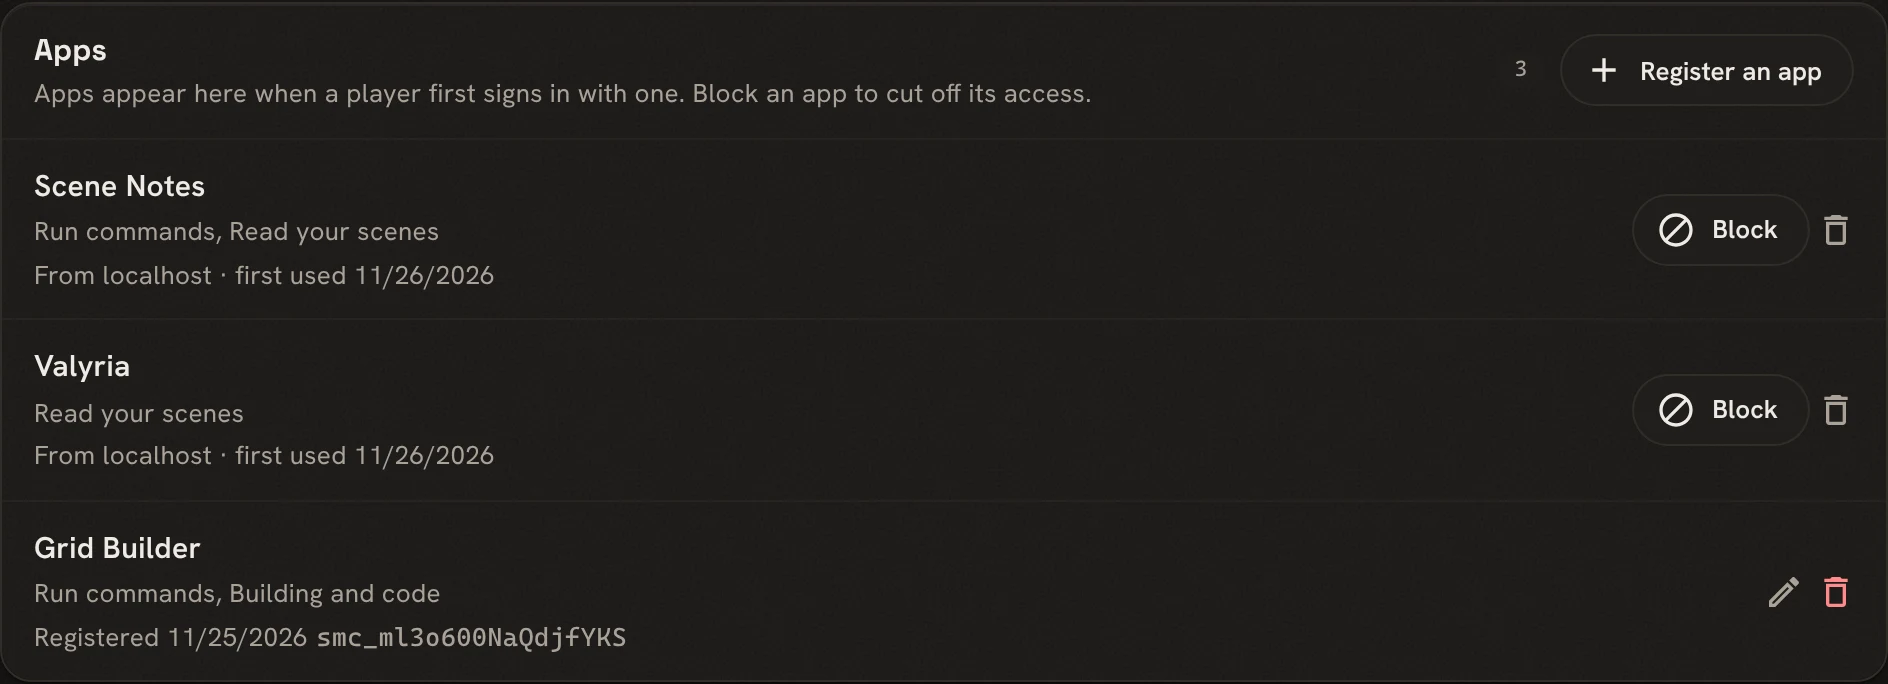 Apps
Apps appear here when a player first signs in with one. Block an app to cut off its access.
3
Register an app
Scene Notes
Run commands, Read your scenes
From localhost · first used 11/26/2026
Block
Valyria
Read your scenes
From localhost · first used 11/26/2026
Block
Grid Builder
Run commands, Building and code
Registered 11/25/2026 smc_ml3o600NaQdjfYKS